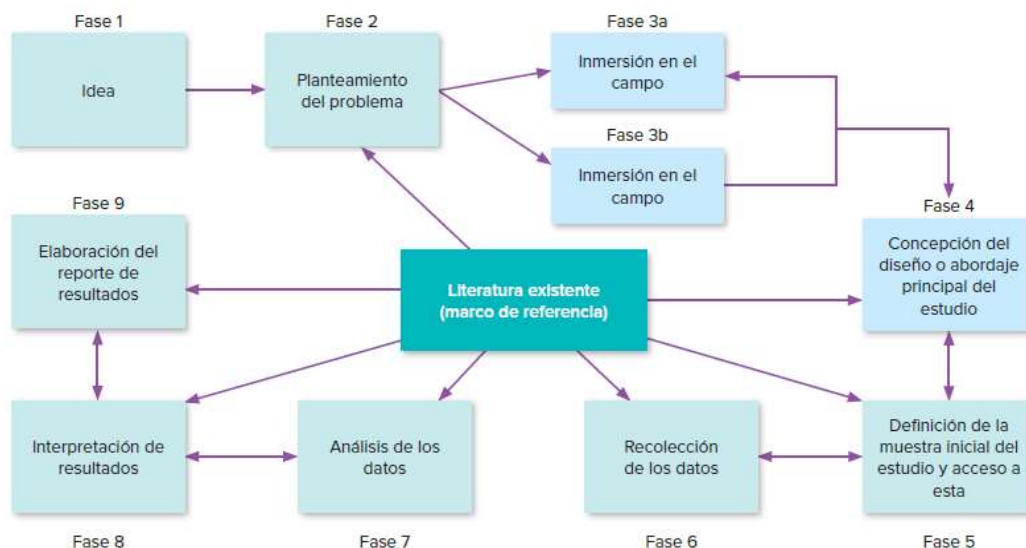 Fase 1
Idea
Fase 2
Planteamiento
del problema
Fase 3a
Inmersión en el
campo
Fase 3b
Inmersión en el
campo
Fase 4
Concepción del
diseño o abordaje
principal del
estudio
Fase 9
Elaboración del
reporte de
resultados
Literatura existente
(marco de referencia)
Interpretación de
resultados
Fase 8
Análisis de los
datos
Fase 7
Recolección
de los datos
Fase 6
Definición de la
muestra inicial del
estudio y acceso a
esta
Fase 5